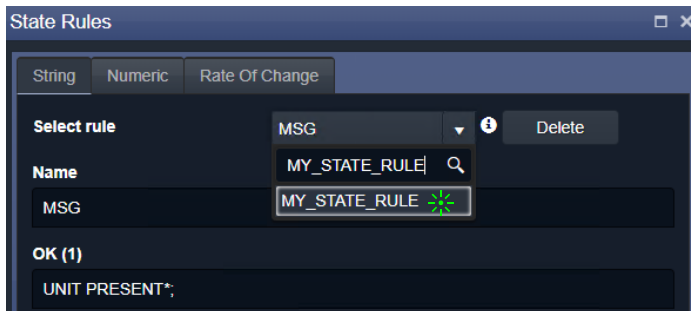 State Rules
String Numeric Rate Of Change
Select rule MSG Delete
MY_STATE_RULE
Name
MY_STATE_RULE
MSG
OK (1)
UNIT PRESENT*;